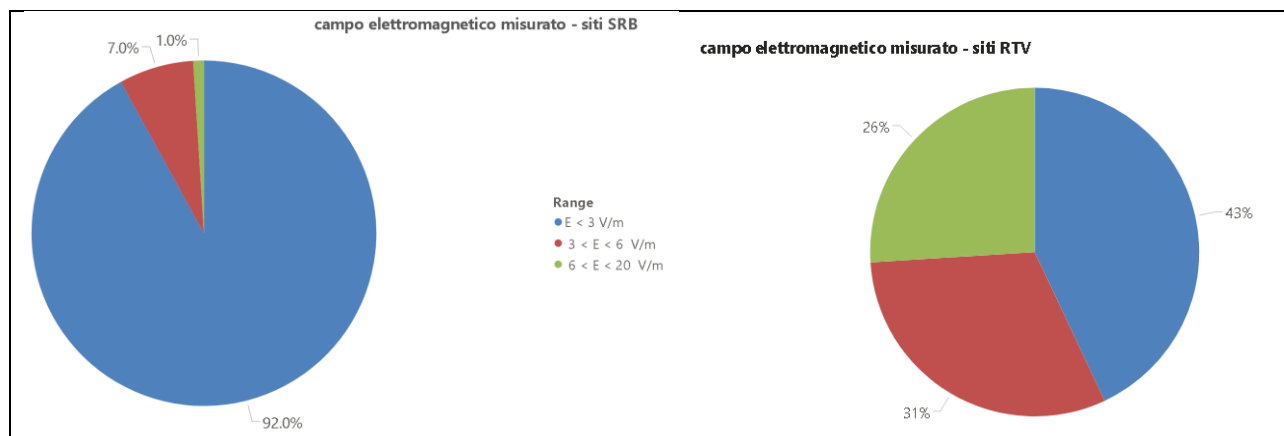 campo elettromagnetico misurato - siti SRB
7.0%
1.0%
92.0%
Range
E < 3 V/m
3 < E < 6 V/m
6 < E < 20 V/m
campo elettromagnetico misurato - siti RTV
26%
43%
31%